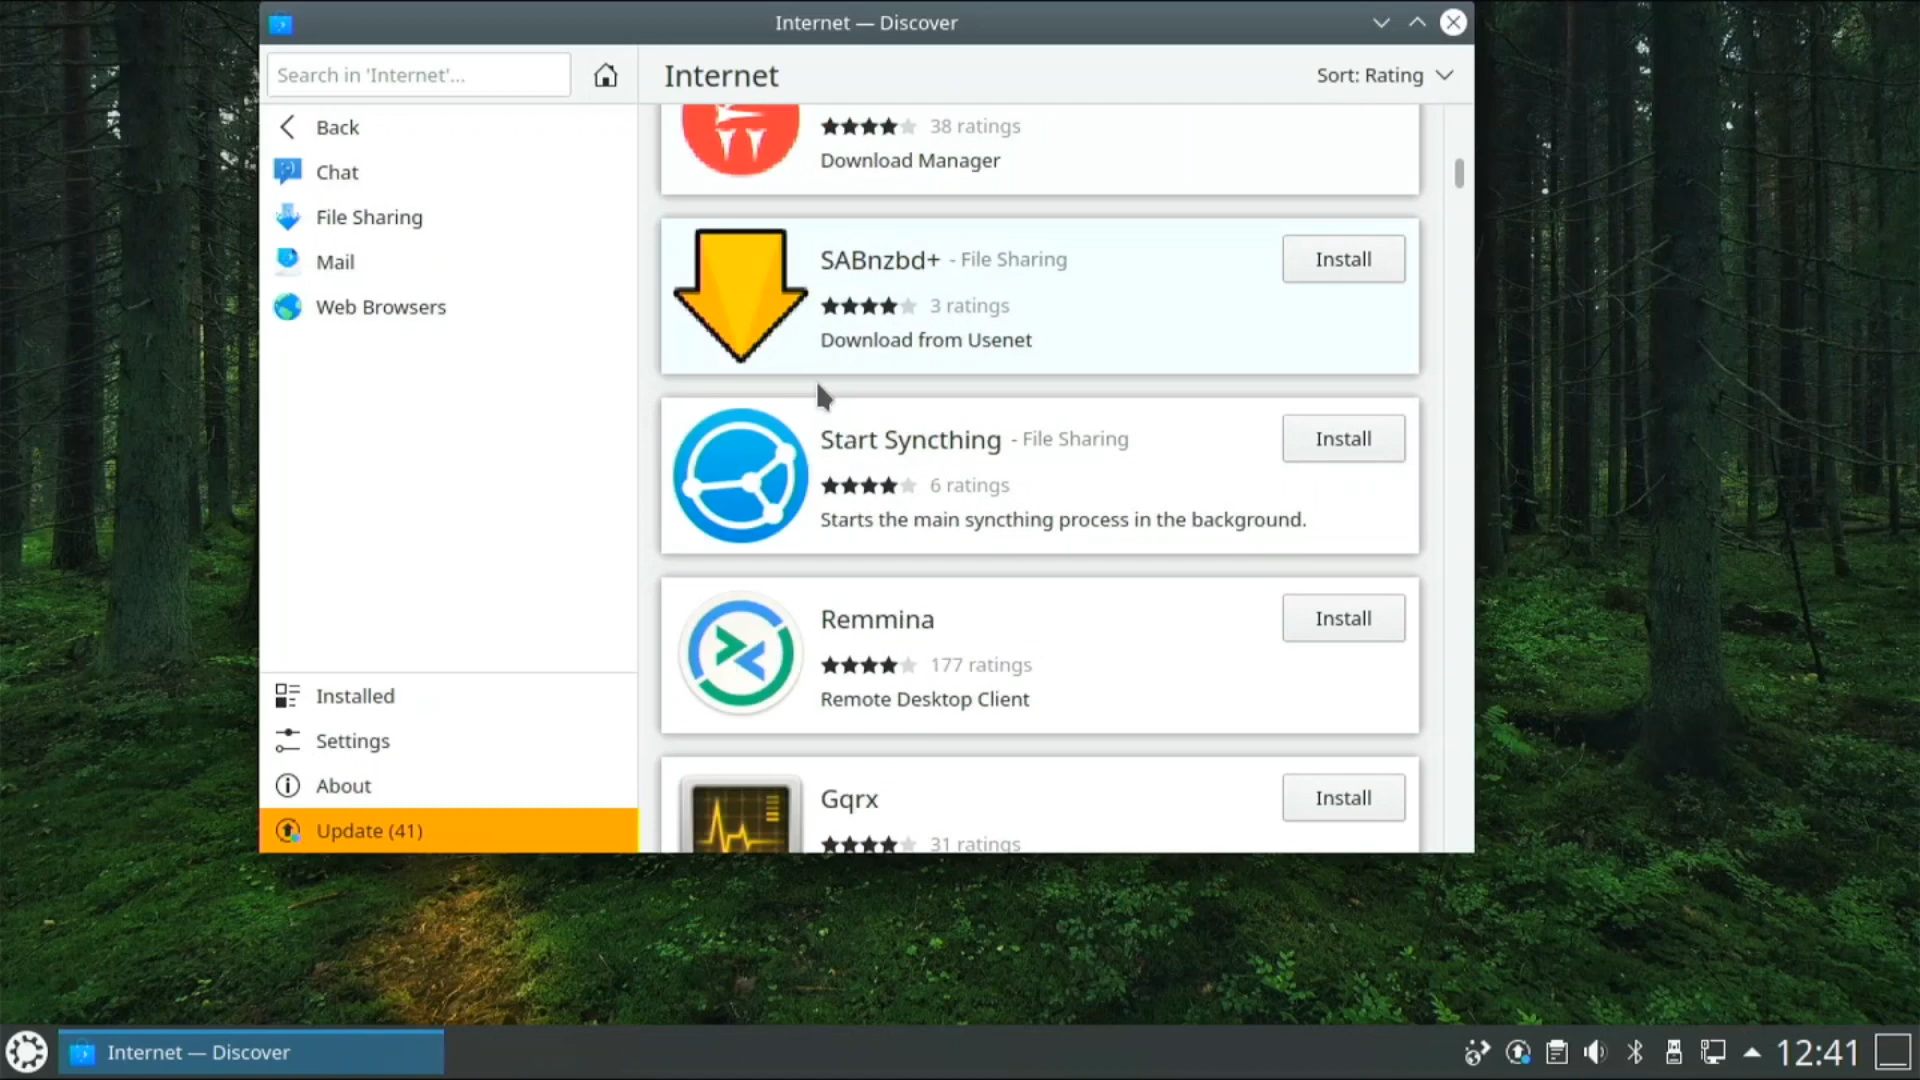 Internet — Discover
Search in 'Internet'...
Internet
Sort: Rating
Back
Chat
File Sharing
Mail
Web Browsers
Installed
Settings
About
Update (41)
38 ratings
Download Manager
SABnzbd+ - File Sharing
Install
3 ratings
Download from Usenet
Start Syncthing - File Sharing
Install
6 ratings
Starts the main syncthing process in the background.
Remmina
Install
177 ratings
Remote Desktop Client
Gqrx
Install
31 ratings
Internet — Discover
12:41